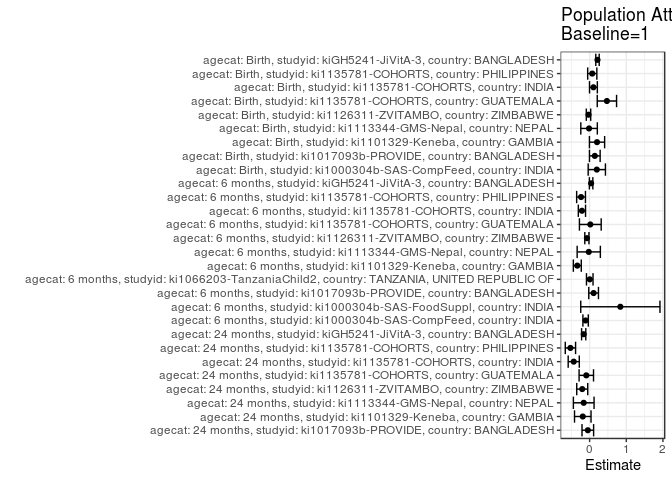 Population Att
Baseline=1
agecat: Birth, studyid: kiGH5241-JiVitA-3, country: BANGLADESH
agecat: Birth, studyid: ki1135781-COHORTS, country: PHILIPPINES
agecat: Birth, studyid: ki1135781-COHORTS, country: INDIA
agecat: Birth, studyid: ki1135781-COHORTS, country: GUATEMALA
agecat: Birth, studyid: ki1126311-ZVITAMBO, country: ZIMBABWE
agecat: Birth, studyid: ki1113344-GMS-Nepal, country: NEPAL
agecat: Birth, studyid: ki1101329-Keneba, country: GAMBIA
agecat: Birth, studyid: ki1017093b-PROVIDE, country: BANGLADESH
agecat: Birth, studyid: ki1000304b-SAS-CompFeed, country: INDIA
agecat: 6 months, studyid: kiGH5241-JiVitA-3, country: BANGLADESH
agecat: 6 months, studyid: ki1135781-COHORTS, country: PHILIPPINES
agecat: 6 months, studyid: ki1135781-COHORTS, country: INDIA
agecat: 6 months, studyid: ki1135781-COHORTS, country: GUATEMALA
agecat: 6 months, studyid: ki1126311-ZVITAMBO, country: ZIMBABWE
agecat: 6 months, studyid: ki1113344-GMS-Nepal, country: NEPAL
agecat: 6 months, studyid: ki1101329-Keneba, country: GAMBIA
agecat: 6 months, studyid: ki1066203-TanzaniaChild2, country: TANZANIA, UNITED REPUBLIC OF
agecat: 6 months, studyid: ki1017093b-PROVIDE, country: BANGLADESH
agecat: 6 months, studyid: ki1000304b-SAS-FoodSuppl, country: INDIA
agecat: 6 months, studyid: ki1000304b-SAS-CompFeed, country: INDIA
agecat: 24 months, studyid: kiGH5241-JiVitA-3, country: BANGLADESH
agecat: 24 months, studyid: ki1135781-COHORTS, country: PHILIPPINES
agecat: 24 months, studyid: ki1135781-COHORTS, country: INDIA
agecat: 24 months, studyid: ki1135781-COHORTS, country: GUATEMALA
agecat: 24 months, studyid: ki1126311-ZVITAMBO, country: ZIMBABWE
agecat: 24 months, studyid: ki1113344-GMS-Nepal, country: NEPAL
agecat: 24 months, studyid: ki1101329-Keneba, country: GAMBIA
agecat: 24 months, studyid: ki1017093b-PROVIDE, country: BANGLADESH
0 1 2
Estimate